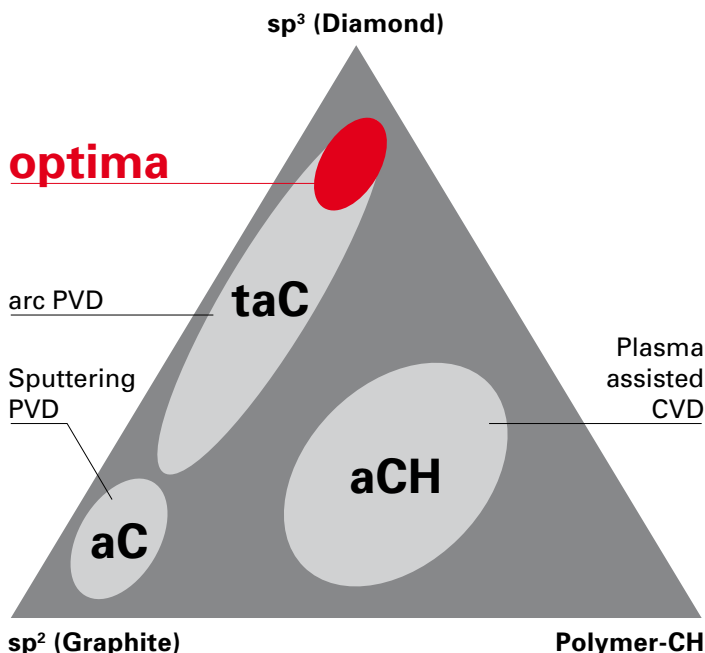 sp³ (Diamond)
optima
taC
arc PVD
Sputtering
PVD
Plasma
assisted
CVD
aCH
aC
sp² (Graphite)
Polymer-CH